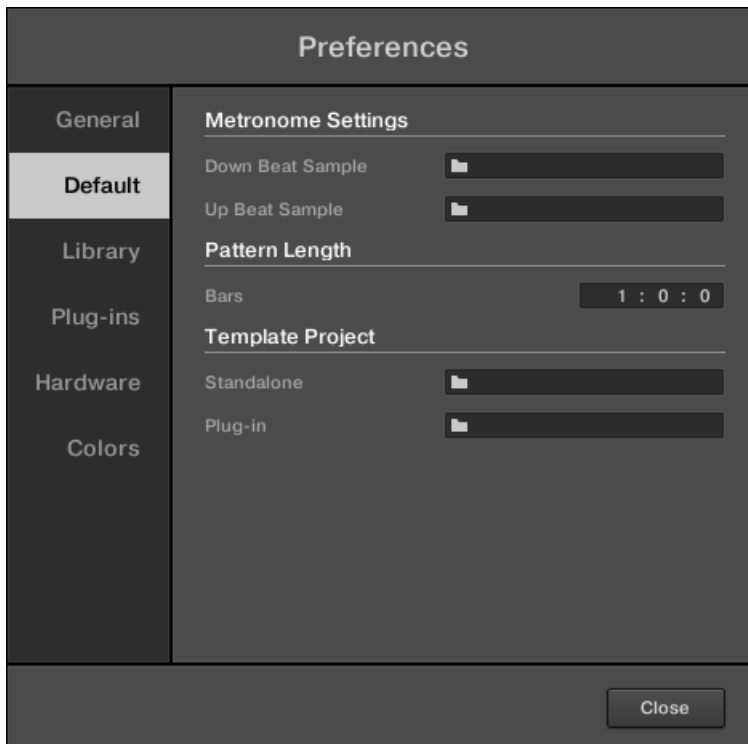 Preferences
General
Default
Library
Plug-ins
Hardware
Colors
Metronome Settings
Down Beat Sample
Up Beat Sample
Pattern Length
Bars 1 : 0 : 0
Template Project
Standalone
Plug-in
Close